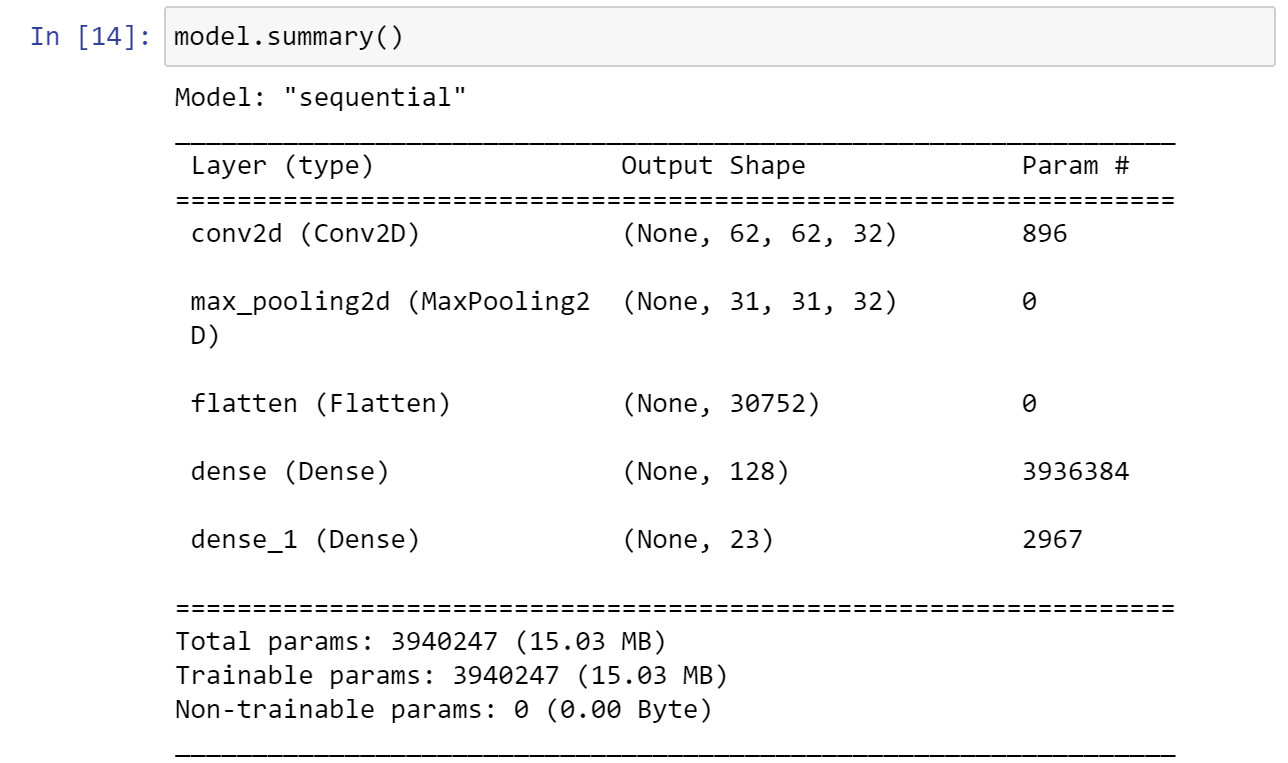 In [14]: model.summary()
Model: "sequential"
_________________________________________________________________
Layer (type) Output Shape Param #
=================================================================
conv2d (Conv2D) (None, 62, 62, 32) 896
max_pooling2d (MaxPooling2 (None, 31, 31, 32) 0
D)
flatten (Flatten) (None, 30752) 0
dense (Dense) (None, 128) 3936384
dense_1 (Dense) (None, 23) 2967
=================================================================
Total params: 3940247 (15.03 MB)
Trainable params: 3940247 (15.03 MB)
Non-trainable params: 0 (0.00 Byte)
_________________________________________________________________